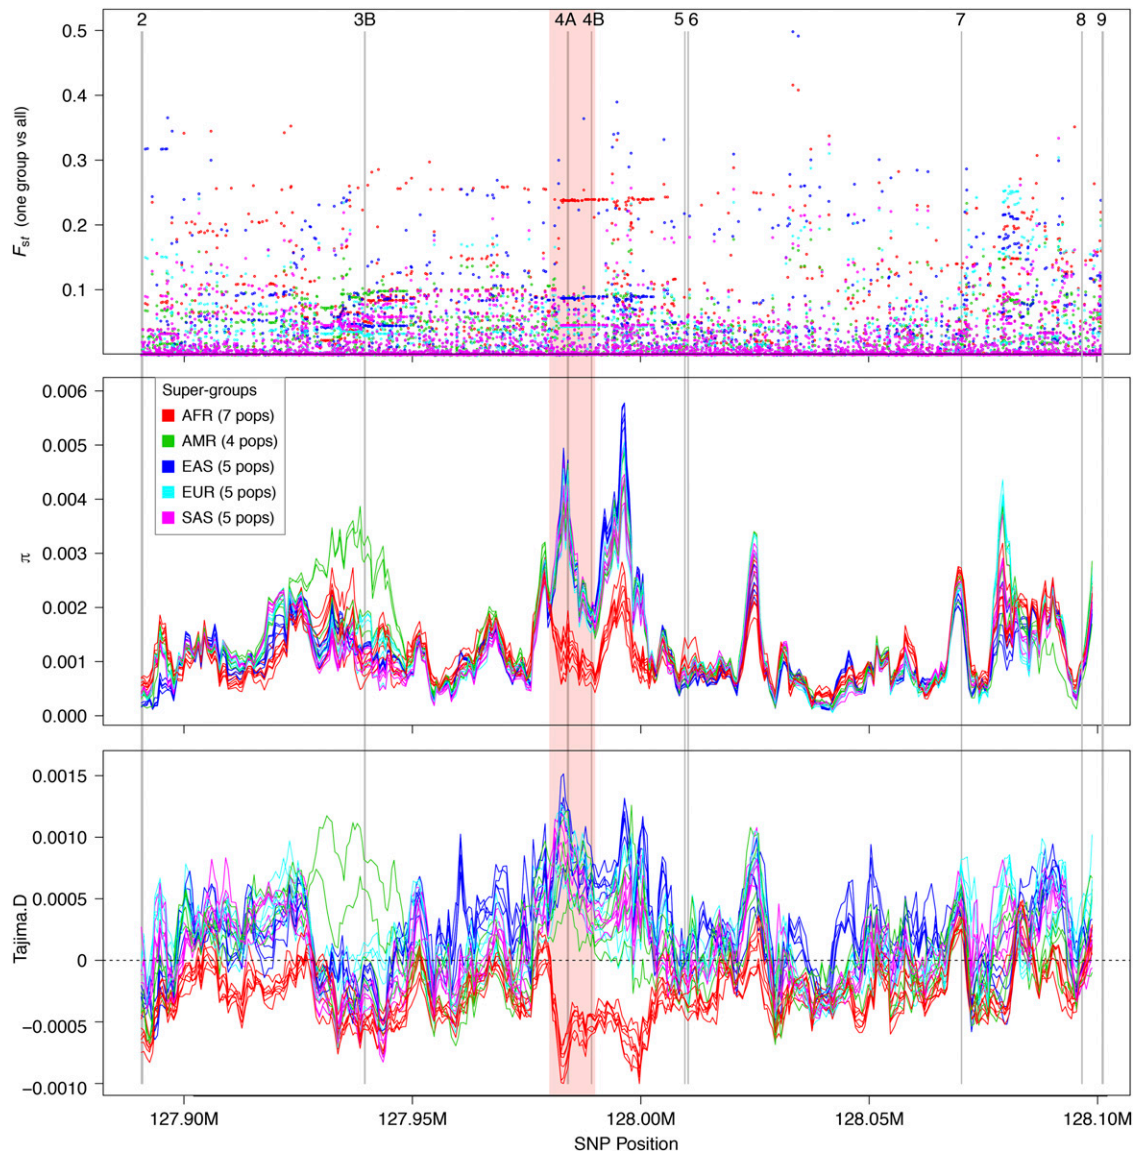 2 3B 4A 4B 5 6 7 8 9
0.5
0.4
0.3
0.2
0.1
Fst (one group vs all)
0.006
0.005
0.004
0.003
0.002
0.001
0.000
π
Super-groups
AFR (7 pops)
AMR (4 pops)
EAS (5 pops)
EUR (5 pops)
SAS (5 pops)
0.0015
0.0010
0.0005
0
−0.0005
−0.0010
Tajima.D
127.90M 127.95M 128.00M 128.05M 128.10M
SNP Position